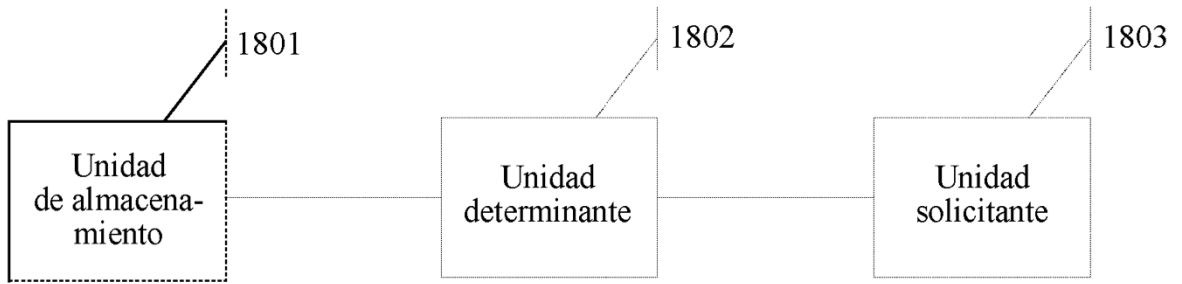 1801
1802
1803
Unidad
de almacena-
miento
Unidad
determinante
Unidad
solicitante